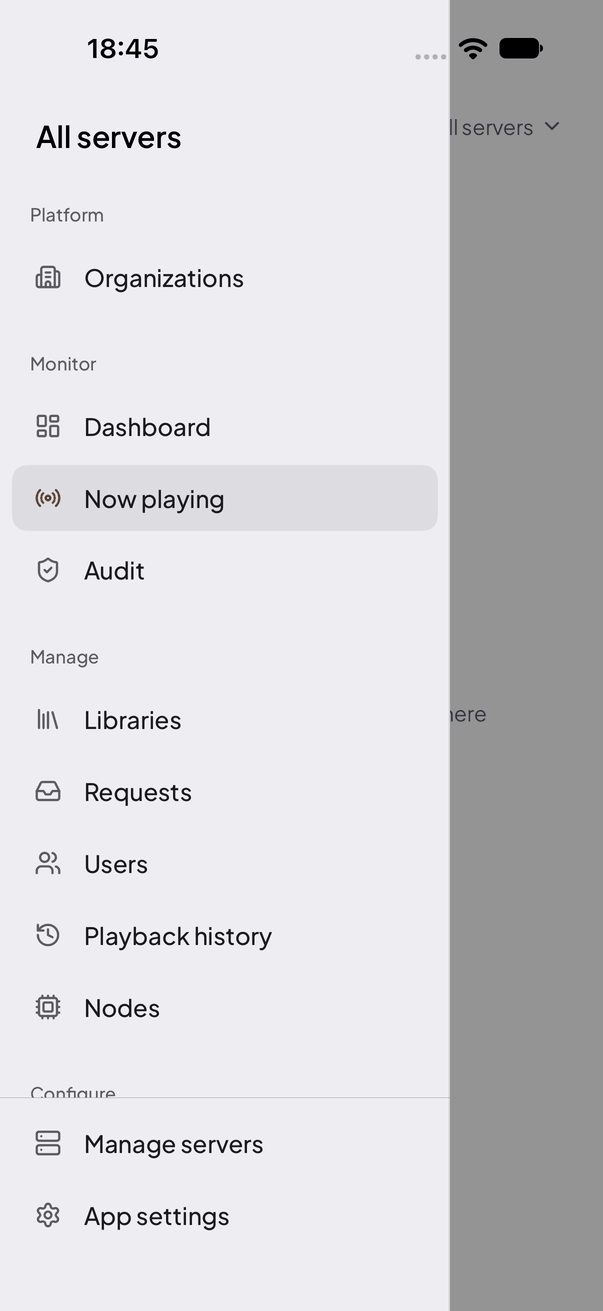 18:45
All servers
ll servers
Platform
Organizations
Monitor
Dashboard
Now playing
Audit
Manage
Libraries
here
Requests
Users
Playback history
Nodes
Configure
Manage servers
App settings